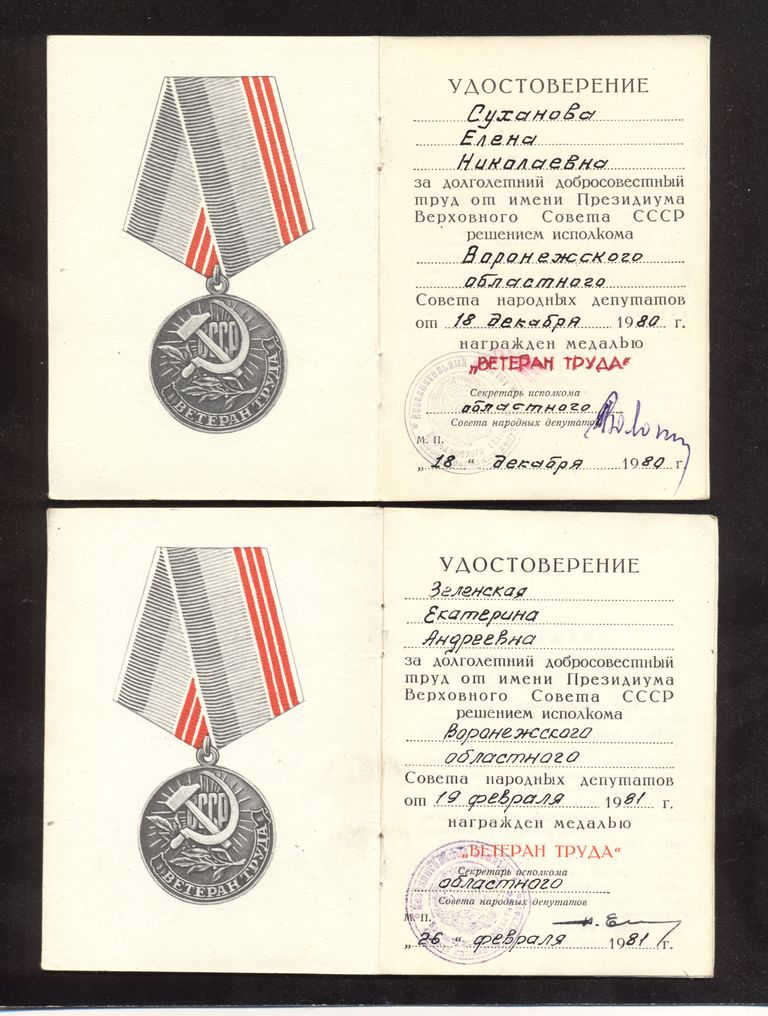 СССР
ВЕТЕРАН ТРУДА
УДОСТОВЕРЕНИЕ
Суханова
Елена
Николаевна
за долголетний добросовестный
труд от имени Президиума
Верховного Совета СССР
решением исполкома
Воронежского
областного
Совета народных депутатов
от 18 декабря 1980 г.
награжден медалью
„ВЕТЕРАН ТРУДА“
Секретарь исполкома
областного
Совета народных депутатов
М. П.
„18“ декабря 1980 г.
СССР
ВЕТЕРАН ТРУДА
УДОСТОВЕРЕНИЕ
Зеленская
Екатерина
Андреевна
за долголетний добросовестный
труд от имени Президиума
Верховного Совета СССР
решением исполкома
Воронежского
областного
Совета народных депутатов
от 19 февраля 1981 г.
награжден медалью
„ВЕТЕРАН ТРУДА“
Секретарь исполкома
областного
Совета народных депутатов
М. П.
„26“ февраля 1981 г.